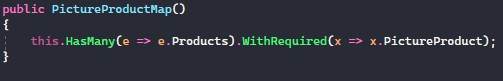 public PictureProductMap()
{
this.HasMany(e => e.Products).WithRequired(x => x.PictureProduct);
}